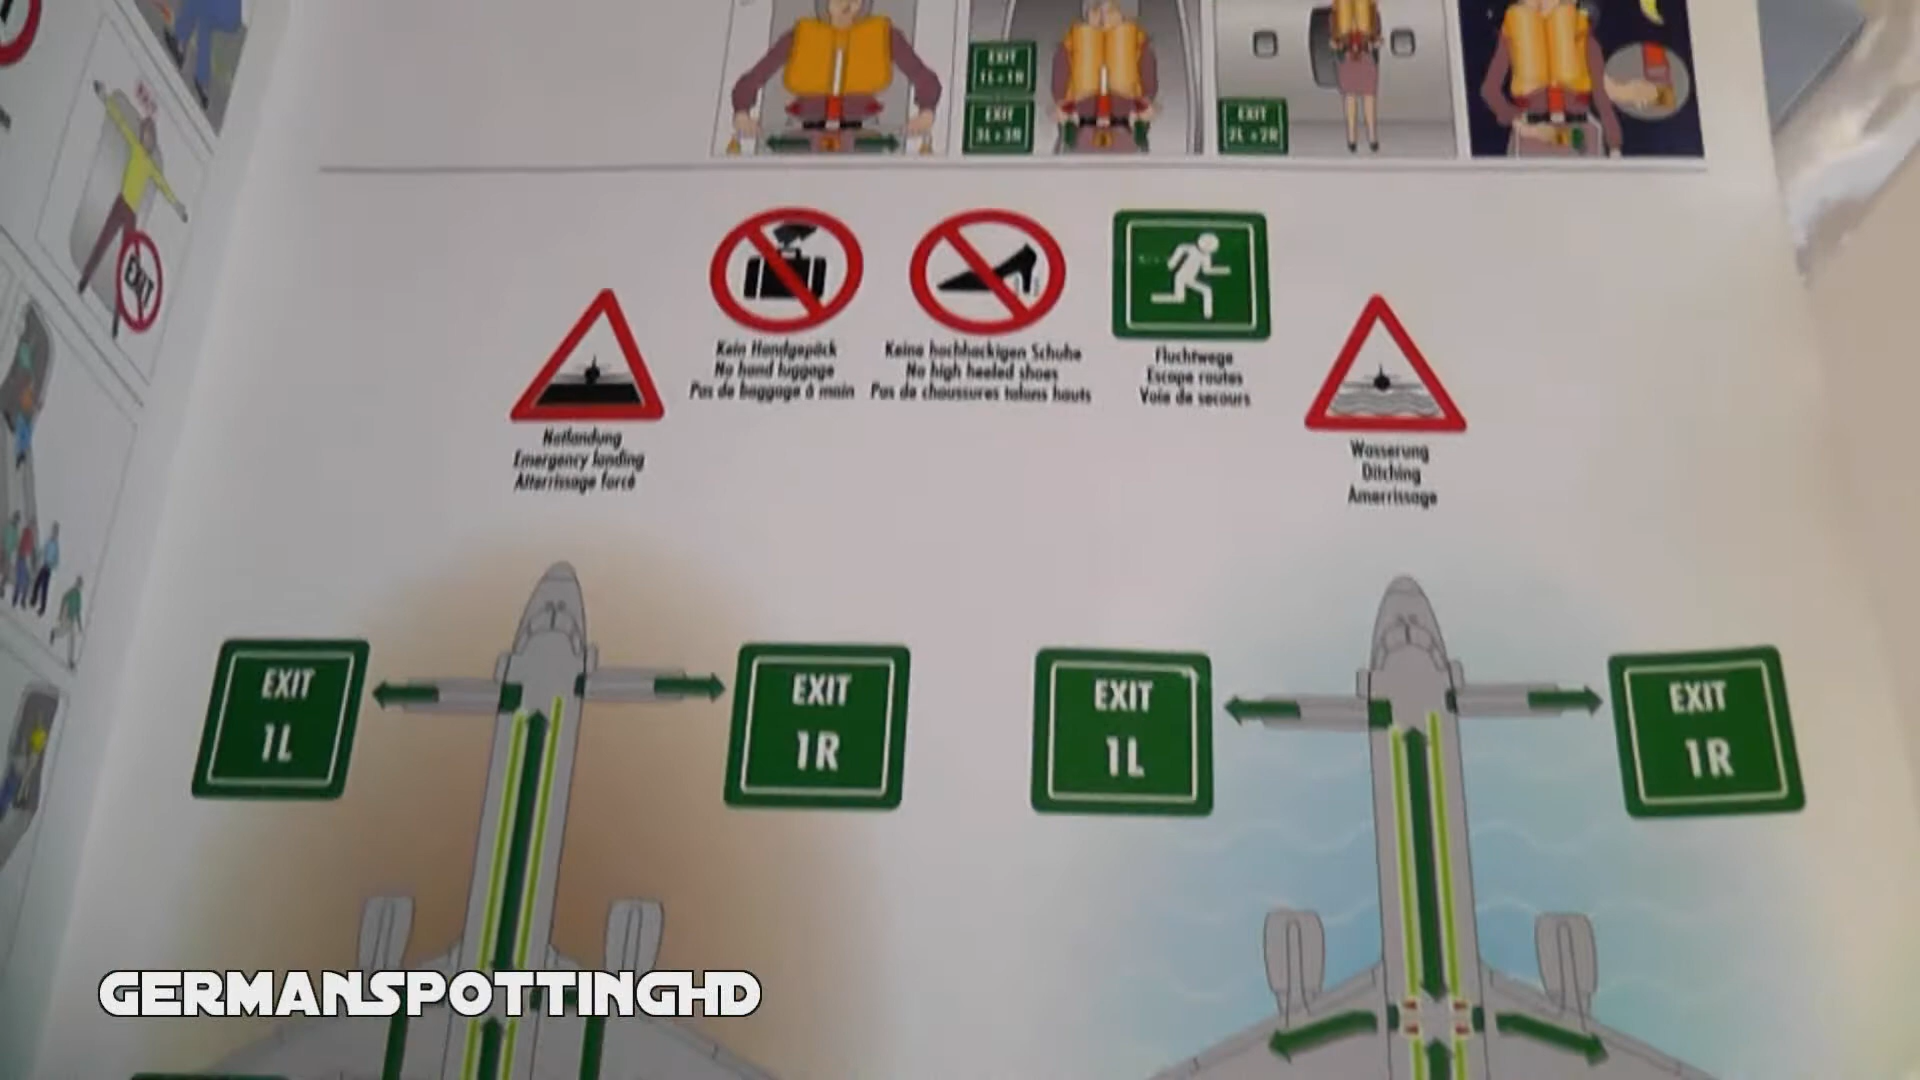 EXIT
EXIT
1L+1R
EXIT
3L+3R
EXIT
2L+2R
EXIT
Kein Handgepäck
No hand luggage
Pas de baggage à main
Keine hochhackigen Schuhe
No high heeled shoes
Pas de chaussures talons hauts
Fluchtwege
Escape routes
Voie de secours
Notlandung
Emergency landing
Atterrissage forcé
Wasserung
Ditching
Amerrissage
EXIT
1L
EXIT
1R
EXIT
1L
EXIT
1R
GERMANSPOTTINGHD